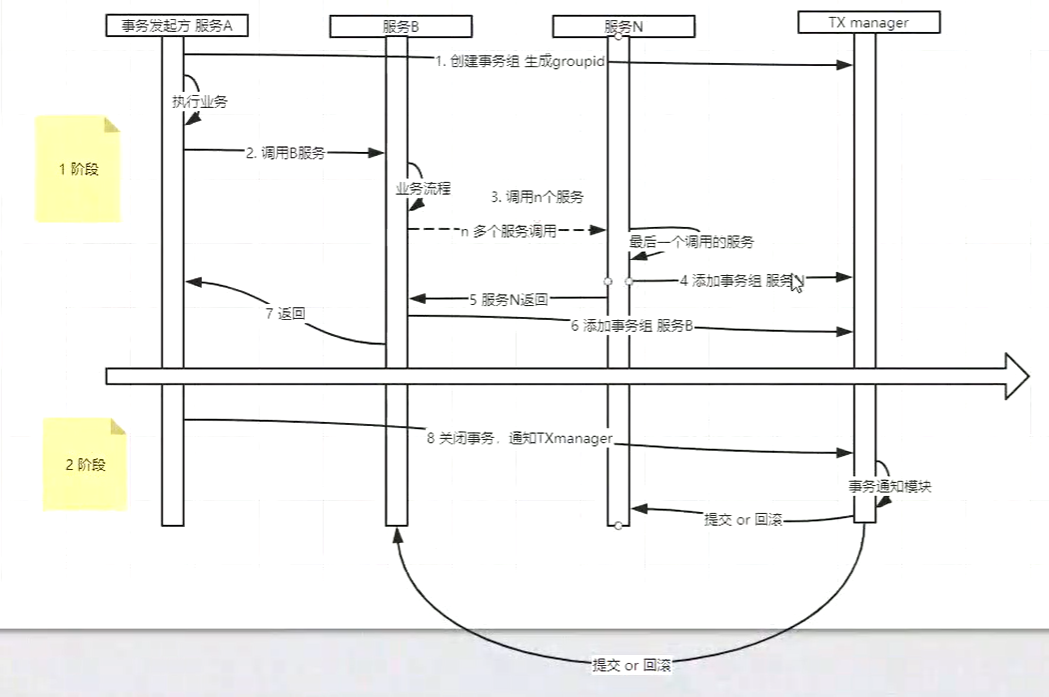 事务发起方 服务A
服务B
服务N
TX manager
1. 创建事务组 生成groupid
执行业务
1 阶段
2. 调用B服务
业务流程
3. 调用n个服务
n 多个服务调用
最后一个调用的服务
4 添加事务组 服务N
5 服务N返回
7 返回
6 添加事务组 服务B
8 关闭事务，通知TXmanager
2 阶段
事务通知模块
提交 or 回滚
提交 or 回滚